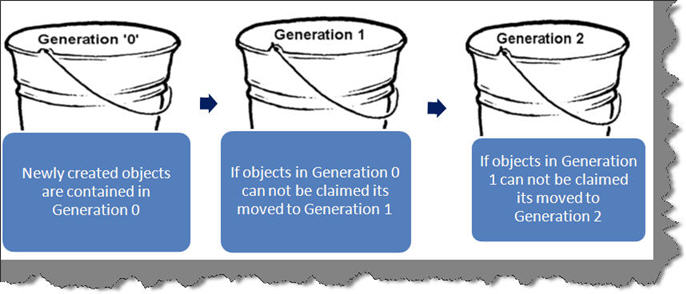 Generation '0'
Generation 1
Generation 2
Newly created objects
are contained in
Generation 0
If objects in Generation 0
can not be claimed its
moved to Generation 1
If objects in Generation
1 can not be claimed
its moved to
Generation 2